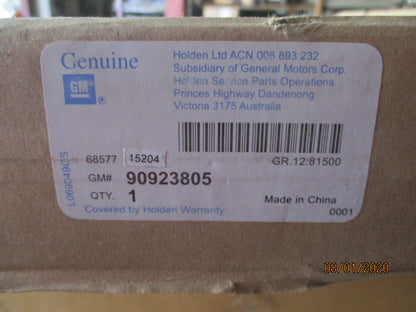 Genuine
GM
®
Holden Ltd ACN 006 893 232
Subsidiary of General Motors Corp.
Holden Service Parts Operations
Princes Highway Dandenong
Victoria 3175 Australia
L069049GS
68577 15204
GR.12:81500
GM# 90923805
QTY. 1
Made in China
Covered by Holden Warranty
0001
08/01/2020